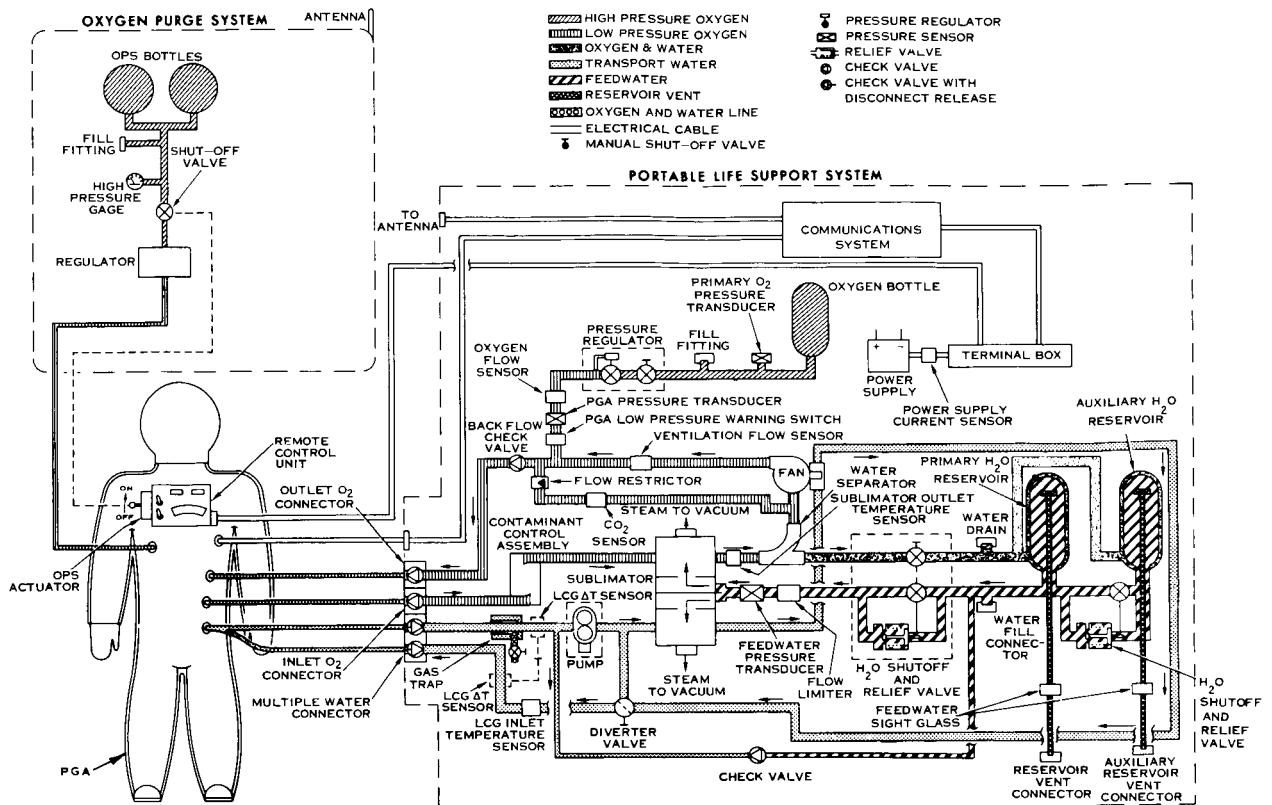 OXYGEN PURGE SYSTEM
ANTENNA
OPS BOTTLES
FILL
FITTING
SHUT-OFF
VALVE
HIGH
PRESSURE
GAGE
REGULATOR
HIGH PRESSURE OXYGEN
LOW PRESSURE OXYGEN
OXYGEN & WATER
TRANSPORT WATER
FEEDWATER
RESERVOIR VENT
OXYGEN AND WATER LINE
ELECTRICAL CABLE
MANUAL SHUT-OFF VALVE
PRESSURE REGULATOR
PRESSURE SENSOR
RELIEF VALVE
CHECK VALVE
CHECK VALVE WITH
DISCONNECT RELEASE
PORTABLE LIFE SUPPORT SYSTEM
TO
ANTENNA
COMMUNICATIONS
SYSTEM
PRIMARY O2
PRESSURE
TRANSDUCER
OXYGEN BOTTLE
PRESSURE
REGULATOR
FILL
FITTING
OXYGEN
FLOW
SENSOR
+ -
POWER
SUPPLY
TERMINAL BOX
POWER SUPPLY
CURRENT SENSOR
PGA PRESSURE TRANSDUCER
PGA LOW PRESSURE WARNING SWITCH
VENTILATION FLOW SENSOR
BACK FLOW
CHECK
VALVE
AUXILIARY H2O
RESERVOIR
FAN
WATER
SEPARATOR
SUBLIMATOR OUTLET
TEMPERATURE
SENSOR
PRIMARY H2O
RESERVOIR
FLOW RESTRICTOR
CO2
SENSOR
STEAM TO VACUUM
WATER
DRAIN
REMOTE
CONTROL
UNIT
ON
OFF
OPS
ACTUATOR
OUTLET O2
CONNECTOR
CONTAMINANT
CONTROL
ASSEMBLY
SUBLIMATOR
LCG ΔT SENSOR
PUMP
GAS
TRAP
INLET O2
CONNECTOR
MULTIPLE WATER
CONNECTOR
LCG ΔT
SENSOR
LCG INLET
TEMPERATURE
SENSOR
STEAM
TO VACUUM
DIVERTER
VALVE
FEEDWATER
PRESSURE
TRANSDUCER
FLOW
LIMITER
H2O SHUTOFF
AND
RELIEF VALVE
WATER
FILL
CONNEC-
TOR
FEEDWATER
SIGHT GLASS
H2O
SHUTOFF
AND
RELIEF
VALVE
PGA
CHECK VALVE
RESERVOIR
VENT
CONNECTOR
AUXILIARY
RESERVOIR
VENT
CONNECTOR